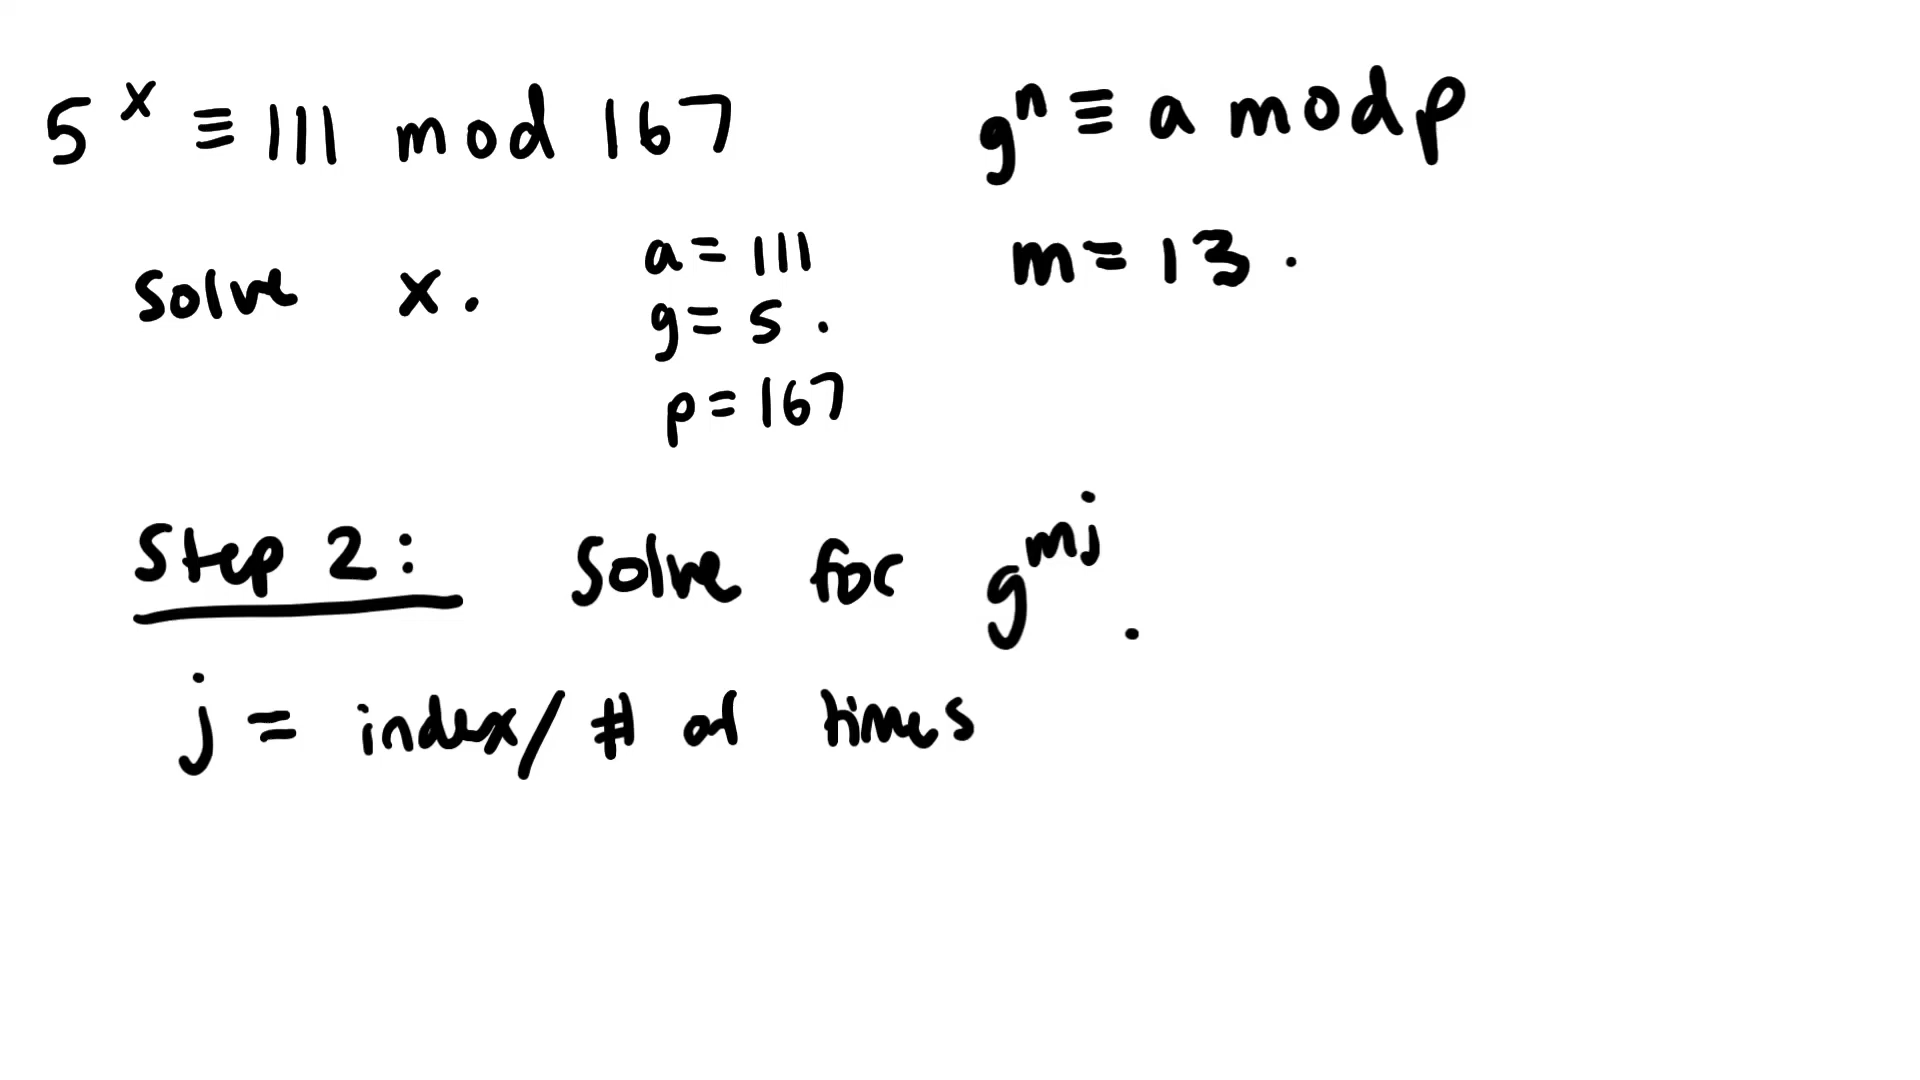 5^x ≡ 111 mod 167
g^n ≡ a mod p
solve x.
a = 111
g = 5.
p = 167
m = 13.
Step 2: Solve for g^mj.
j = index/# of times